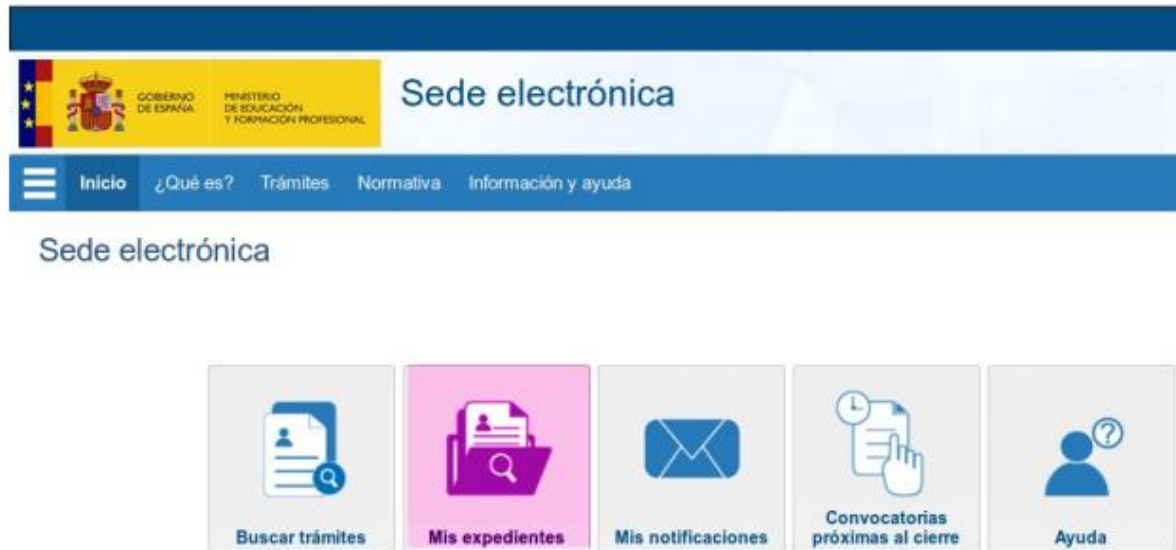 GOBIERNO
DE ESPAÑA
MINISTERIO
DE EDUCACIÓN
Y FORMACIÓN PROFESIONAL
Sede electrónica
Inicio ¿Qué es? Trámites Normativa Información y ayuda
Sede electrónica
Buscar trámites
Mis expedientes
Mis notificaciones
Convocatorias
próximas al cierre
Ayuda